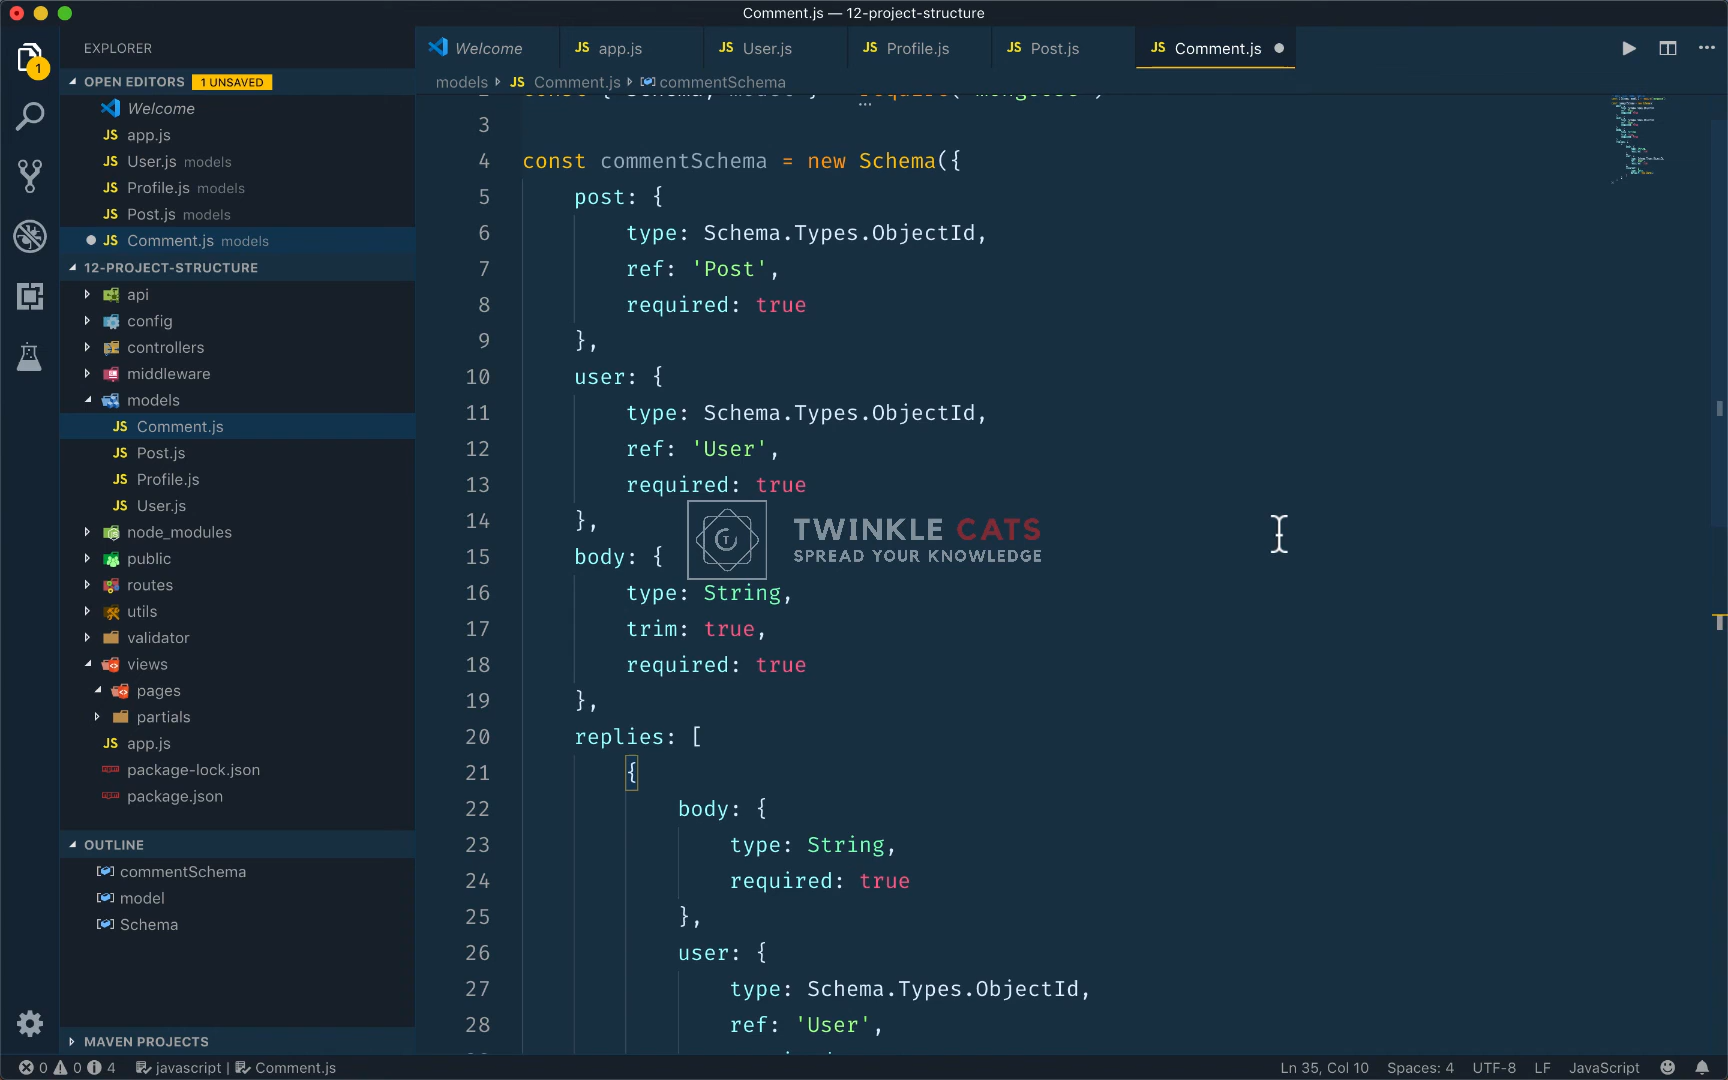 Comment.js — 12-project-structure
EXPLORER
OPEN EDITORS 1 UNSAVED
Welcome
app.js
User.js models
Profile.js models
Post.js models
Comment.js models
12-PROJECT-STRUCTURE
api
config
controllers
middleware
models
Comment.js
Post.js
Profile.js
User.js
node_modules
public
routes
utils
validator
views
pages
partials
app.js
package-lock.json
package.json
OUTLINE
commentSchema
model
Schema
MAVEN PROJECTS
Welcome JS app.js JS User.js JS Profile.js JS Post.js JS Comment.js
models JS Comment.js commentSchema
3
4 const commentSchema = new Schema({
5 post: {
6 type: Schema.Types.ObjectId,
7 ref: 'Post',
8 required: true
9 },
10 user: {
11 type: Schema.Types.ObjectId,
12 ref: 'User',
13 required: true
14 },
15 body: {
16 type: String,
17 trim: true,
18 required: true
19 },
20 replies: [
21 {
22 body: {
23 type: String,
24 required: true
25 },
26 user: {
27 type: Schema.Types.ObjectId,
28 ref: 'User',
TWINKLE CATS
SPREAD YOUR KNOWLEDGE
0 0 4 javascript | Comment.js Ln 35, Col 10 Spaces: 4 UTF-8 LF JavaScript